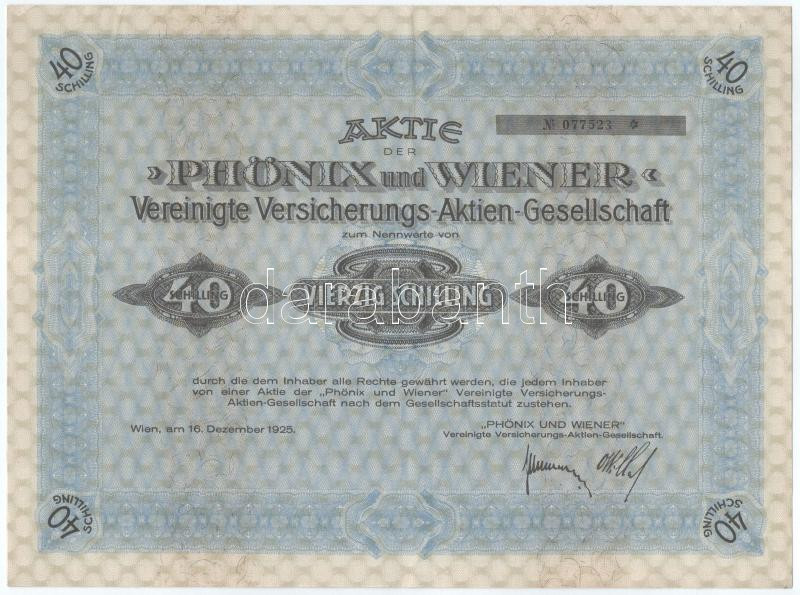 40 SCHILLING
40 SCHILLING
AKTIE
№ 077523
DER
»PHÖNIX und WIENER«
Vereinigte Versicherungs-Aktien-Gesellschaft
zum Nennwerte von
40 SCHILLING
VIERZIG SCHILLING
40 SCHILLING
darabanth
durch die dem Inhaber alle Rechte gewährt werden, die jedem Inhaber
von einer Aktie der „Phönix und Wiener" Vereinigte Versicherungs-
Aktien-Gesellschaft nach dem Gesellschaftsstatut zustehen.
Wien, am 16. Dezember 1925.
„PHÖNIX UND WIENER"
Vereinigte Versicherungs-Aktien-Gesellschaft.
40 SCHILLING
40 SCHILLING